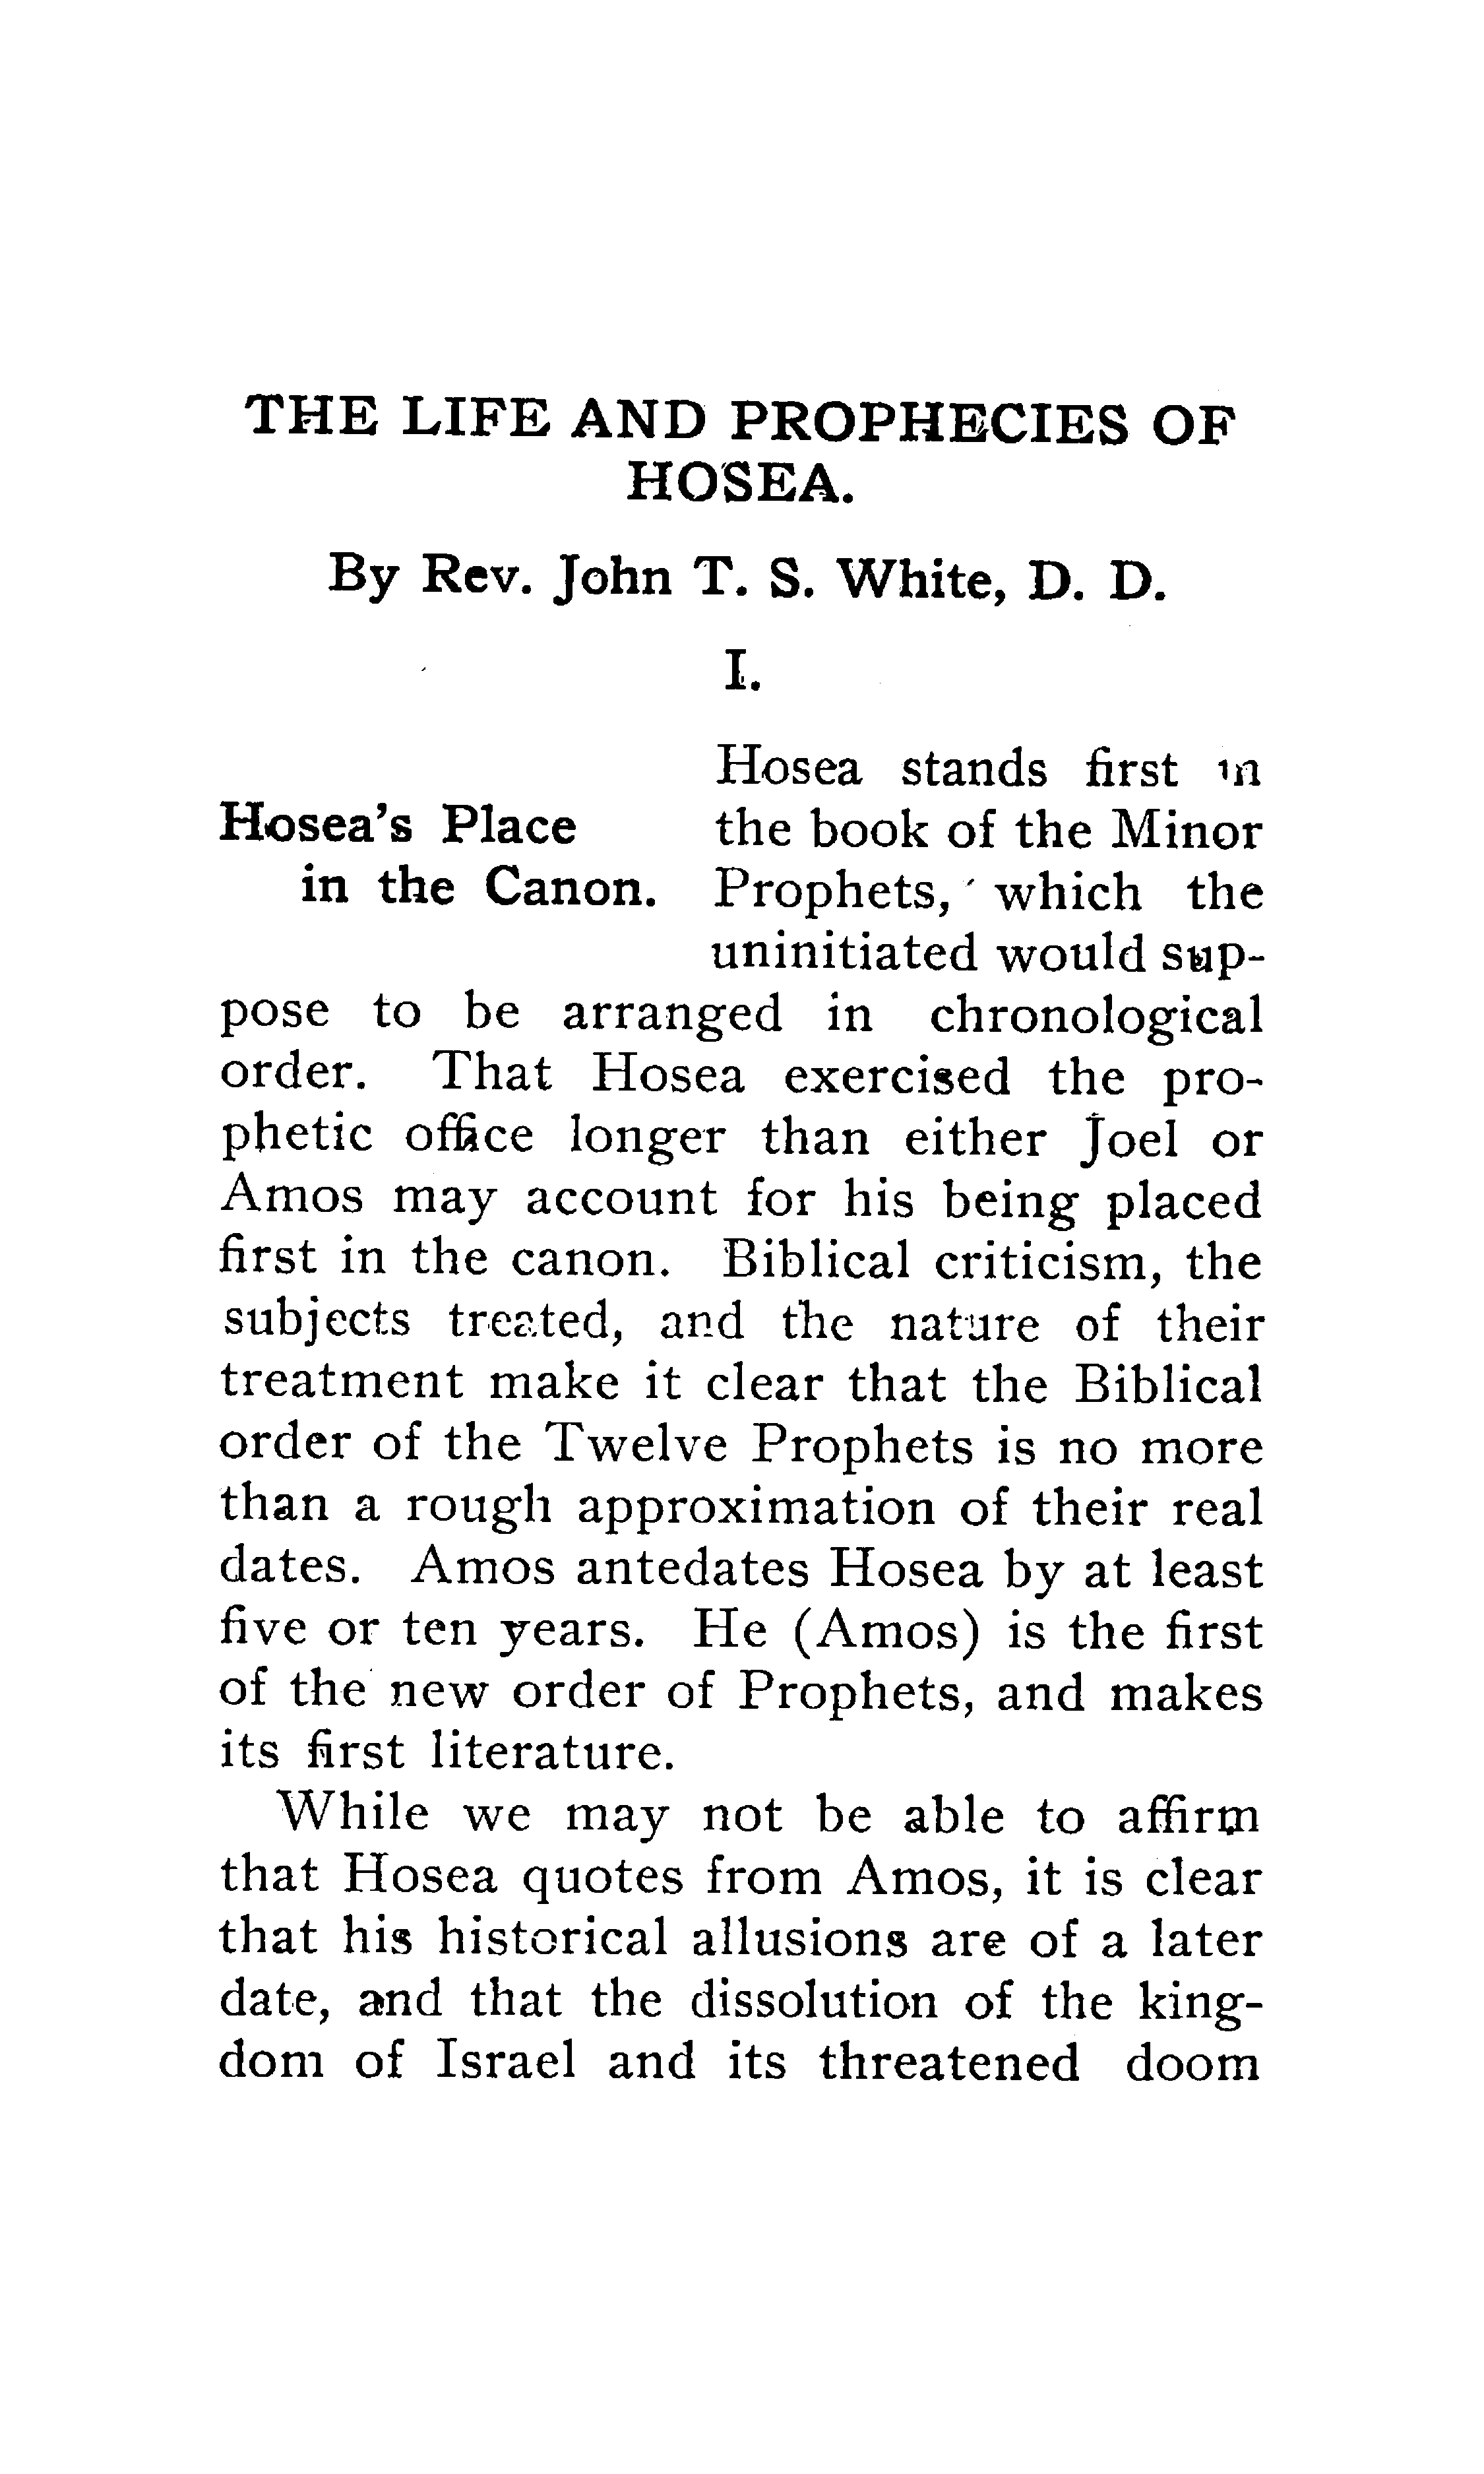 THE LIFE AND PROPHECIES OF
HOSEA.
By Rev. John T. S. White, D. D.
I.
Hosea's Place
in the Canon.
Hosea stands first in
the book of the Minor
Prophets, which the
uninitiated would sup-
pose to be arranged in chronological
order. That Hosea exercised the pro-
phetic office longer than either Joel or
Amos may account for his being placed
first in the canon. Biblical criticism, the
subjects treated, and the nature of their
treatment make it clear that the Biblical
order of the Twelve Prophets is no more
than a rough approximation of their real
dates. Amos antedates Hosea by at least
five or ten years. He (Amos) is the first
of the new order of Prophets, and makes
its first literature.
While we may not be able to affirm
that Hosea quotes from Amos, it is clear
that his historical allusions are of a later
date, and that the dissolution of the king-
dom of Israel and its threatened doom